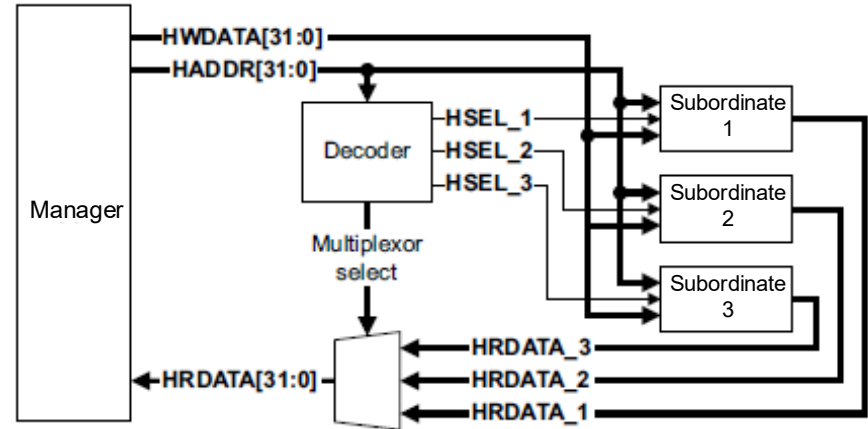 HWDATA[31:0]
HADDR[31:0]
Manager
Decoder
HSEL_1
HSEL_2
HSEL_3
Subordinate
1
Subordinate
2
Subordinate
3
Multiplexor
select
HRDATA_3
HRDATA[31:0]
HRDATA_2
HRDATA_1